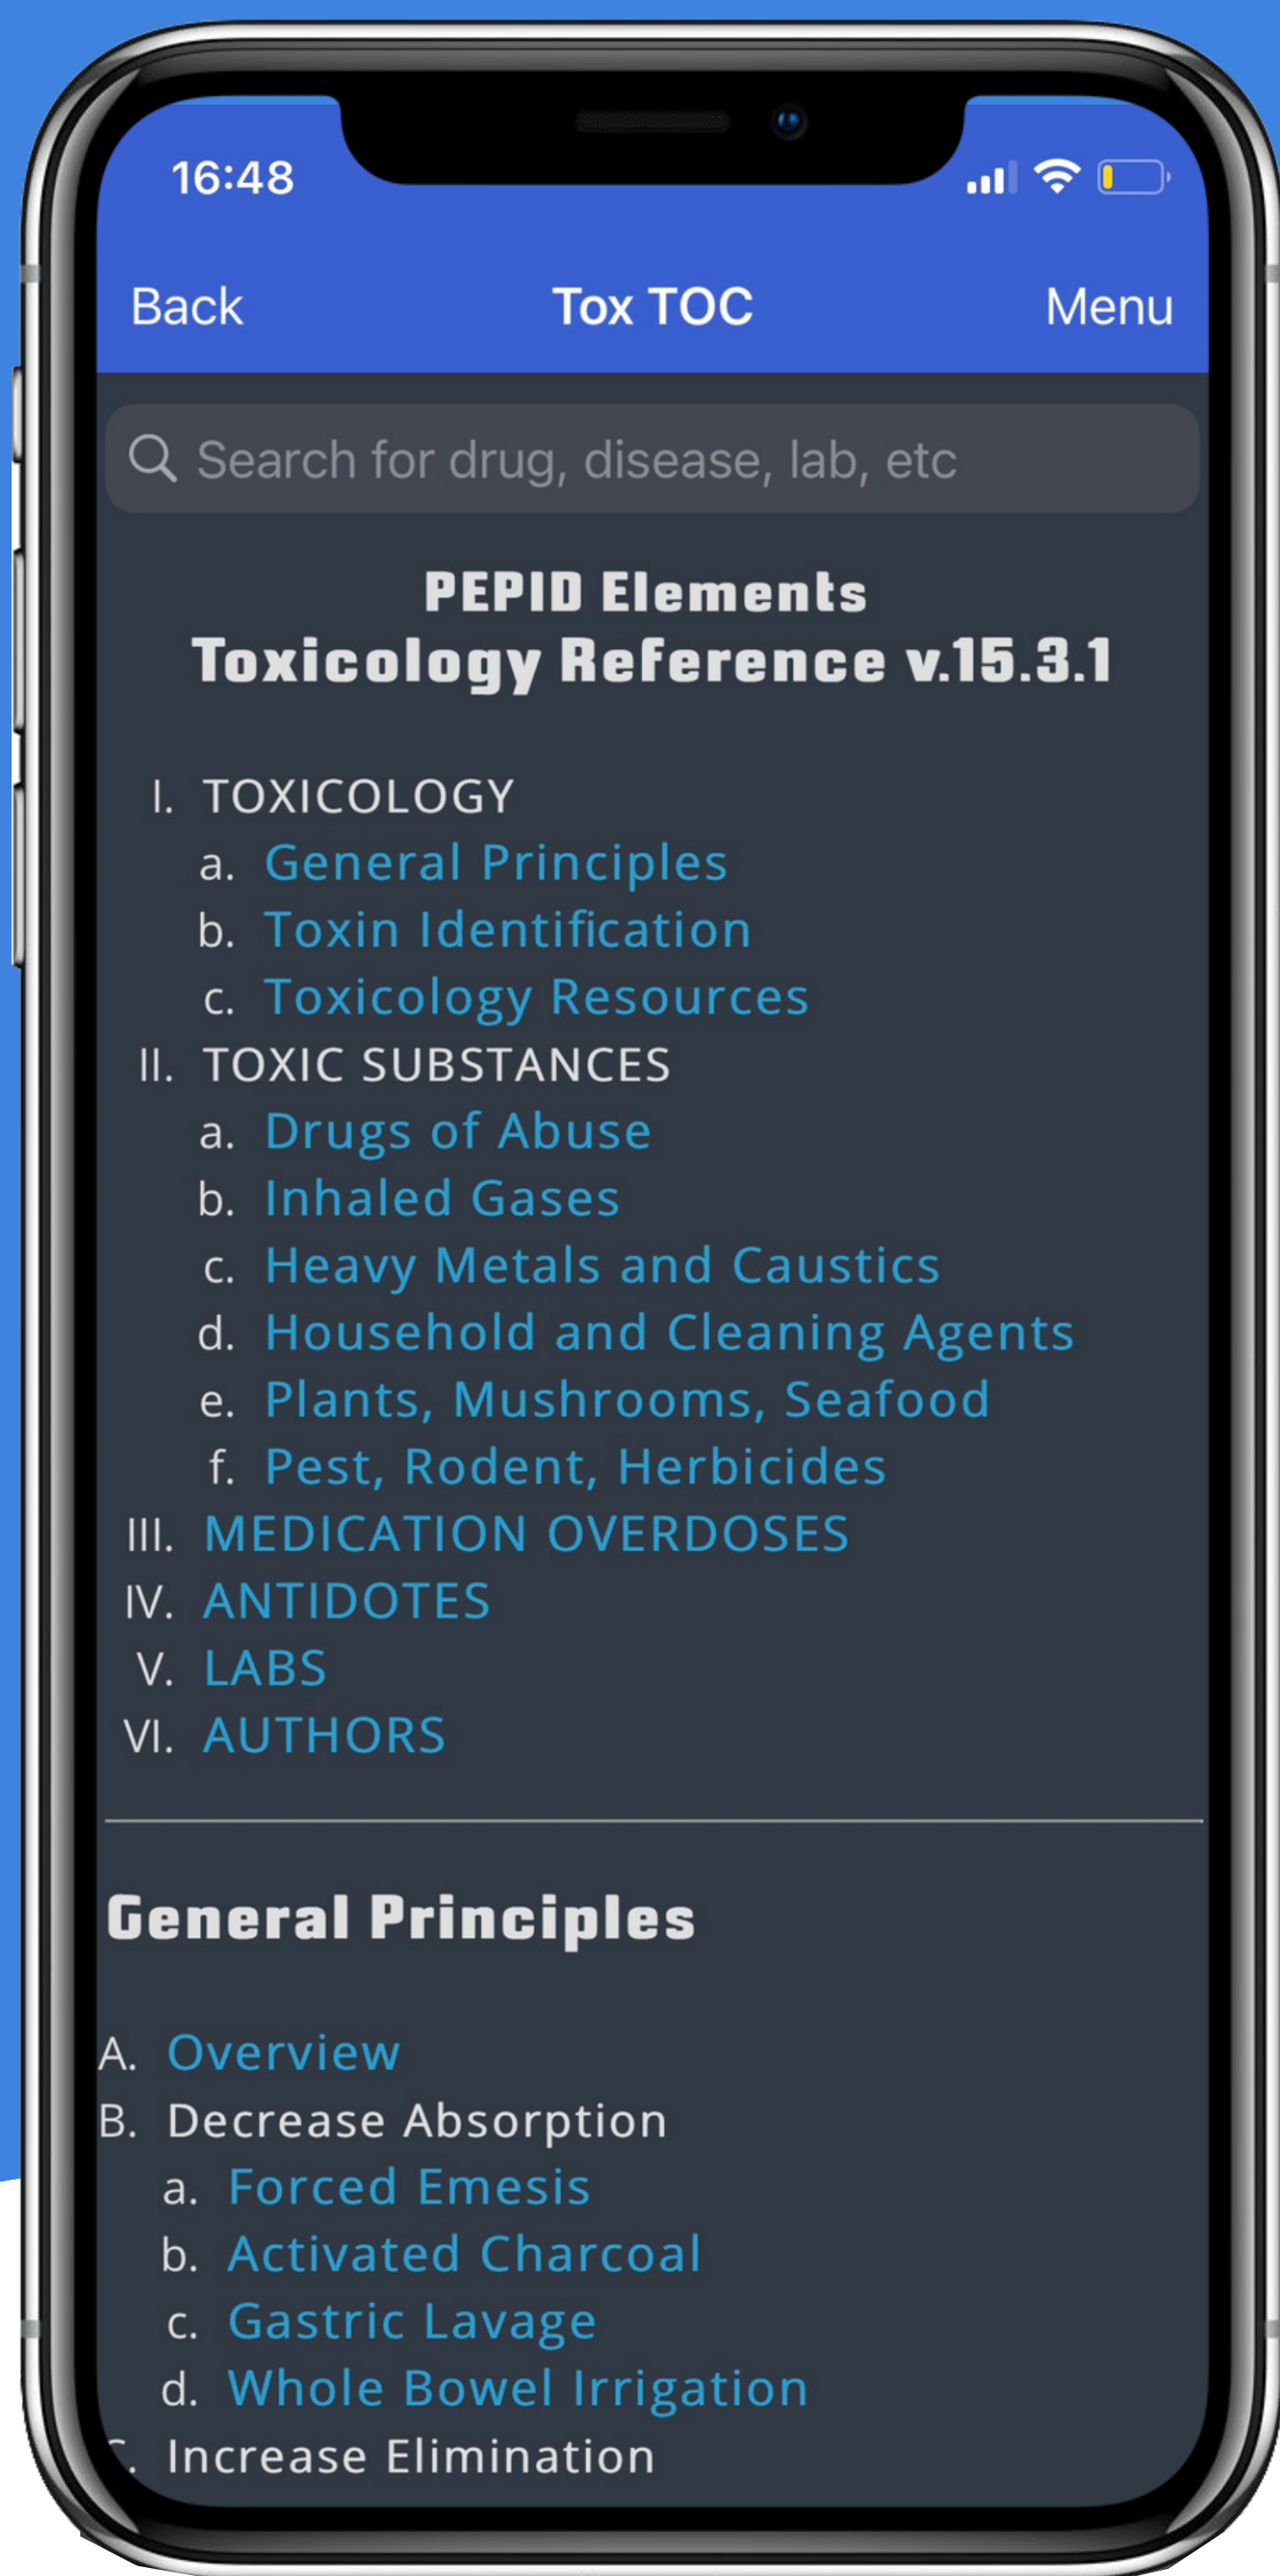 16:48
Back Tox TOC Menu
Search for drug, disease, lab, etc
PEPID Elements
Toxicology Reference v.15.3.1
I. TOXICOLOGY
a. General Principles
b. Toxin Identification
c. Toxicology Resources
II. TOXIC SUBSTANCES
a. Drugs of Abuse
b. Inhaled Gases
c. Heavy Metals and Caustics
d. Household and Cleaning Agents
e. Plants, Mushrooms, Seafood
f. Pest, Rodent, Herbicides
III. MEDICATION OVERDOSES
IV. ANTIDOTES
V. LABS
VI. AUTHORS
General Principles
A. Overview
B. Decrease Absorption
a. Forced Emesis
b. Activated Charcoal
c. Gastric Lavage
d. Whole Bowel Irrigation
C. Increase Elimination